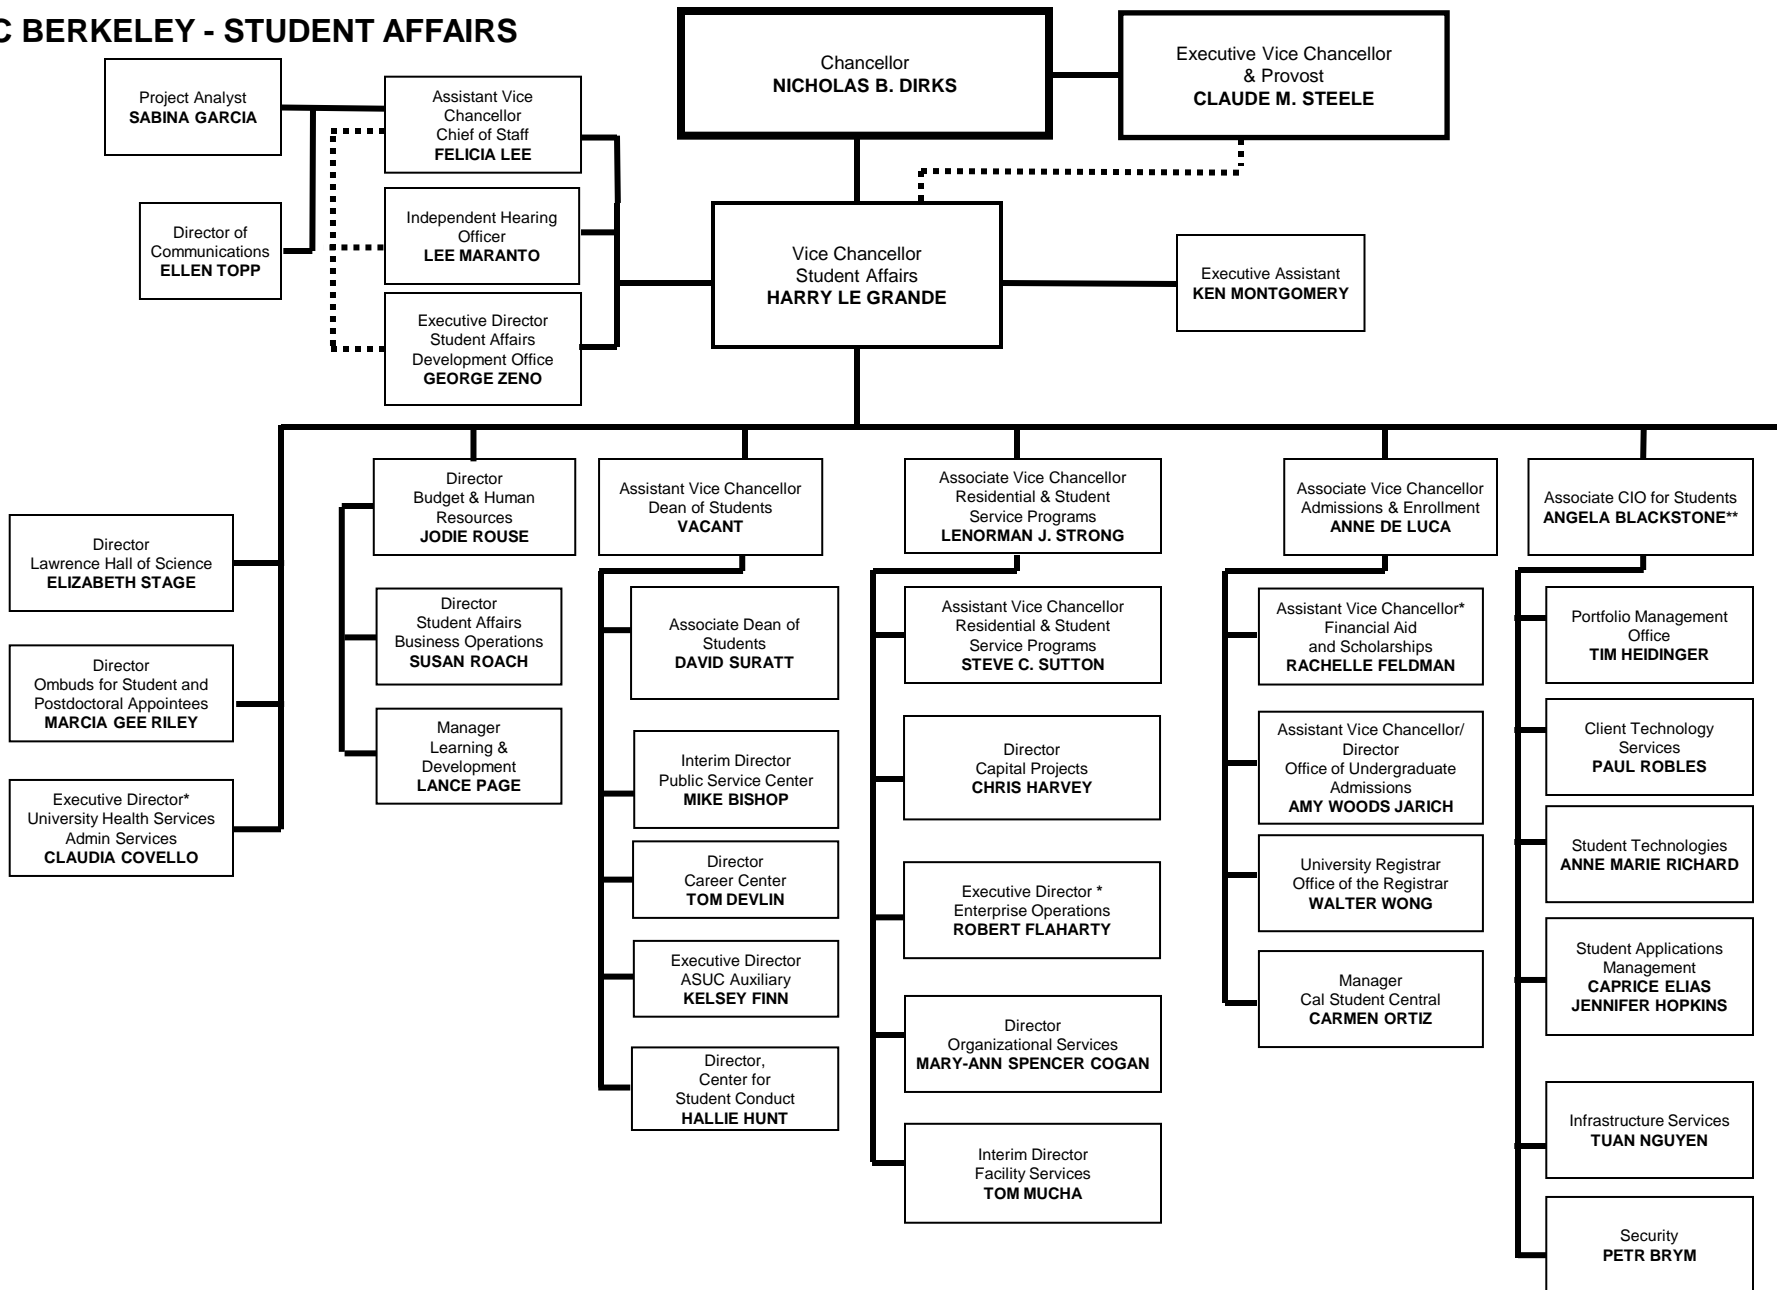 C BERKELEY - STUDENT AFFAIRS
Chancellor
NICHOLAS B. DIRKS
Executive Vice Chancellor
& Provost
CLAUDE M. STEELE
Project Analyst
SABINA GARCIA
Assistant Vice
Chancellor
Chief of Staff
FELICIA LEE
Director of
Communications
ELLEN TOPP
Independent Hearing
Officer
LEE MARANTO
Executive Director
Student Affairs
Development Office
GEORGE ZENO
Vice Chancellor
Student Affairs
HARRY LE GRANDE
Executive Assistant
KEN MONTGOMERY
Director
Lawrence Hall of Science
ELIZABETH STAGE
Director
Ombuds for Student and
Postdoctoral Appointees
MARCIA GEE RILEY
Executive Director*
University Health Services
Admin Services
CLAUDIA COVELLO
Director
Budget & Human
Resources
JODIE ROUSE
Director
Student Affairs
Business Operations
SUSAN ROACH
Manager
Learning &
Development
LANCE PAGE
Assistant Vice Chancellor
Dean of Students
VACANT
Associate Dean of
Students
DAVID SURATT
Interim Director
Public Service Center
MIKE BISHOP
Director
Career Center
TOM DEVLIN
Executive Director
ASUC Auxiliary
KELSEY FINN
Director,
Center for
Student Conduct
HALLIE HUNT
Associate Vice Chancellor
Residential & Student
Service Programs
LENORMAN J. STRONG
Assistant Vice Chancellor
Residential & Student
Service Programs
STEVE C. SUTTON
Director
Capital Projects
CHRIS HARVEY
Executive Director *
Enterprise Operations
ROBERT FLAHARTY
Director
Organizational Services
MARY-ANN SPENCER COGAN
Interim Director
Facility Services
TOM MUCHA
Associate Vice Chancellor
Admissions & Enrollment
ANNE DE LUCA
Assistant Vice Chancellor*
Financial Aid
and Scholarships
RACHELLE FELDMAN
Assistant Vice Chancellor/
Director
Office of Undergraduate
Admissions
AMY WOODS JARICH
University Registrar
Office of the Registrar
WALTER WONG
Manager
Cal Student Central
CARMEN ORTIZ
Associate CIO for Students
ANGELA BLACKSTONE**
Portfolio Management
Office
TIM HEIDINGER
Client Technology
Services
PAUL ROBLES
Student Technologies
ANNE MARIE RICHARD
Student Applications
Management
CAPRICE ELIAS
JENNIFER HOPKINS
Infrastructure Services
TUAN NGUYEN
Security
PETR BRYM